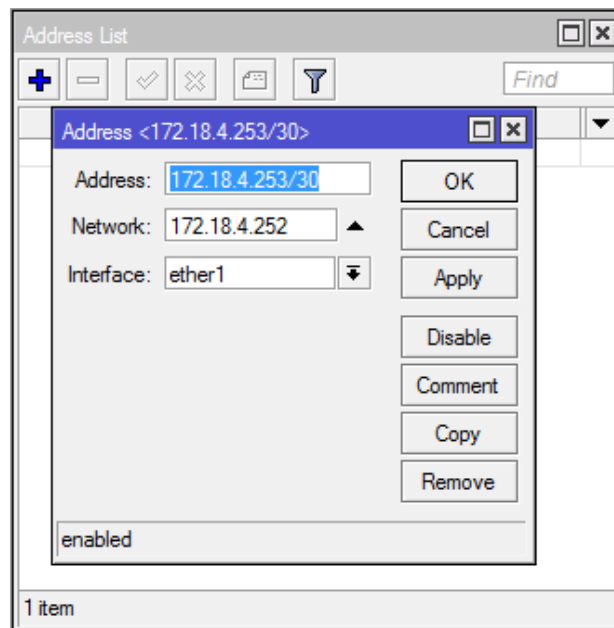 Address List
Find
Address <172.18.4.253/30>
Address: 172.18.4.253/30 OK
Network: 172.18.4.252 Cancel
Interface: ether1 Apply
Disable
Comment
Copy
Remove
enabled
1 item